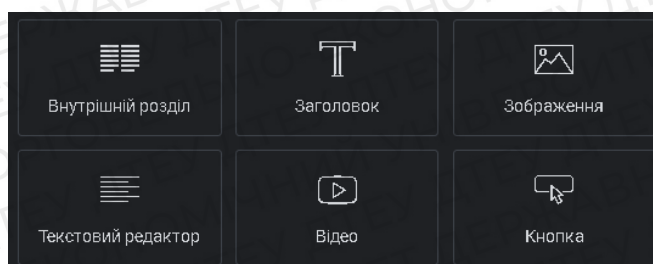 Внутрішній розділ
Заголовок
Зображення
Текстовий редактор
Відео
Кнопка